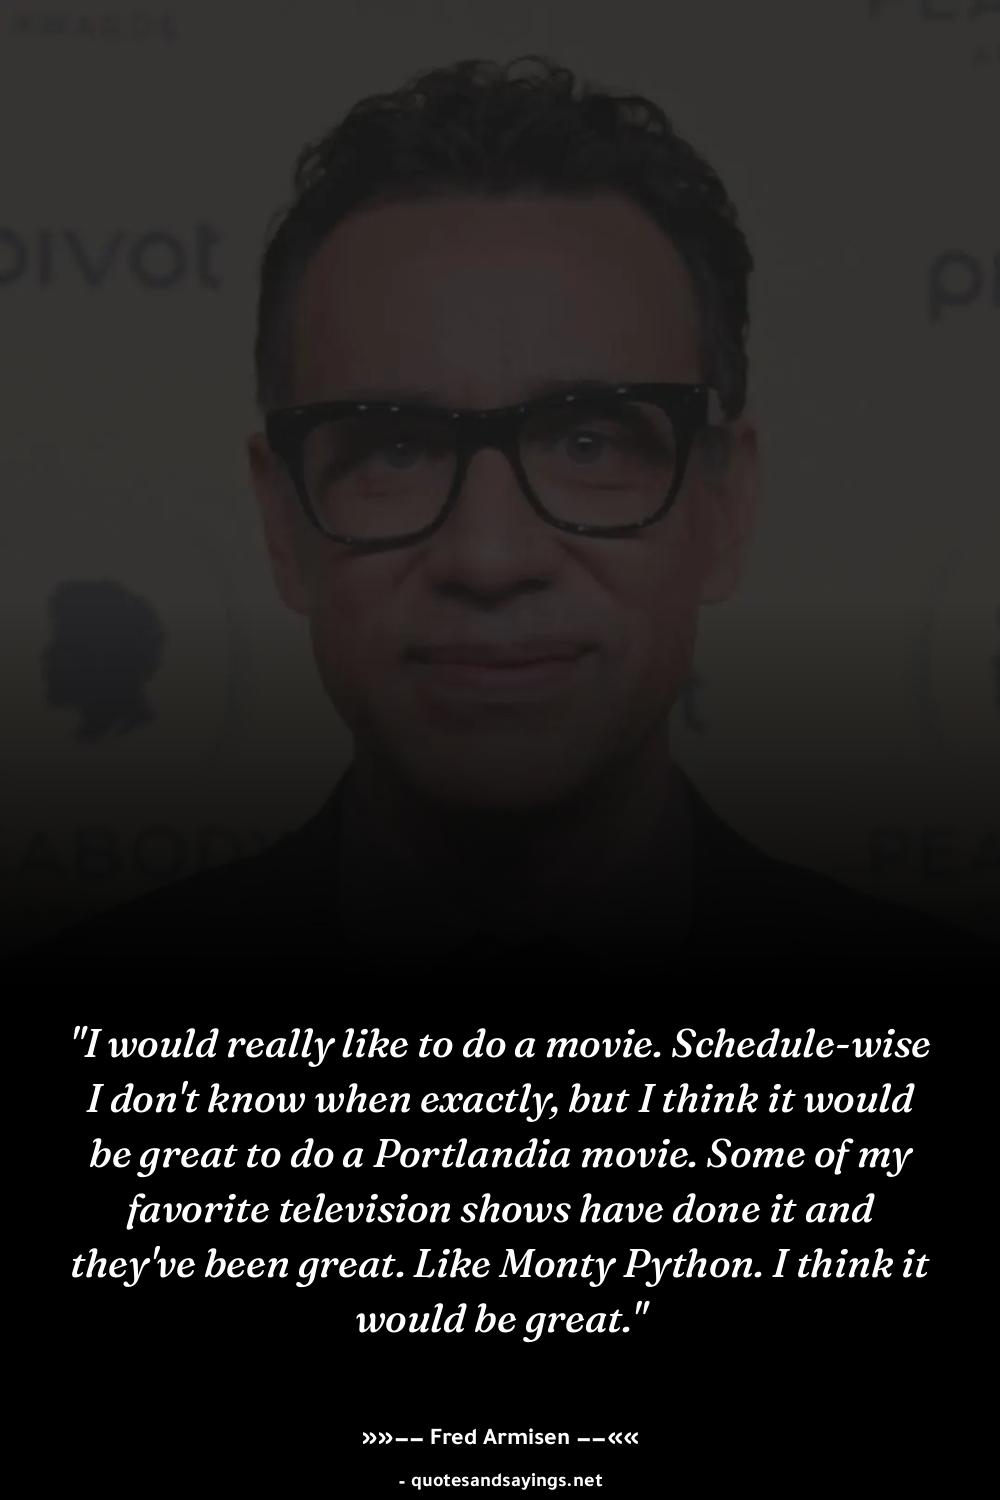 AWARDS
pivot
"I would really like to do a movie. Schedule-wise
I don't know when exactly, but I think it would
be great to do a Portlandia movie. Some of my
favorite television shows have done it and
they've been great. Like Monty Python. I think it
would be great."
»»–– Fred Armisen ––««
- quotesandsayings.net